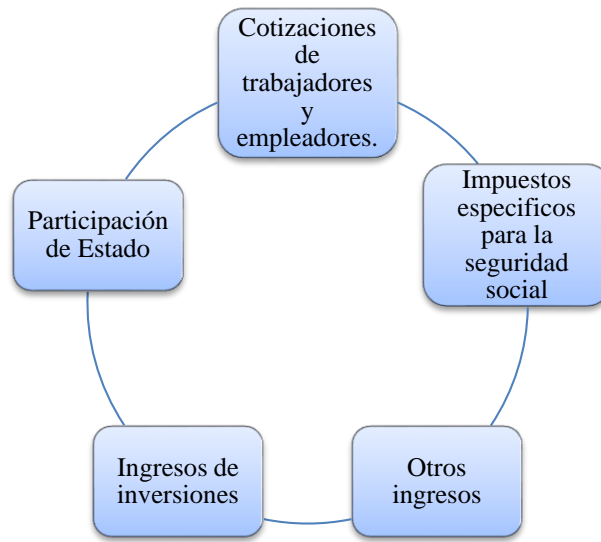 Cotizaciones
de
trabajadores
y
empleadores.
Impuestos
especificos
para la
seguridad
social
Otros
ingresos
Ingresos de
inversiones
Participación
de Estado